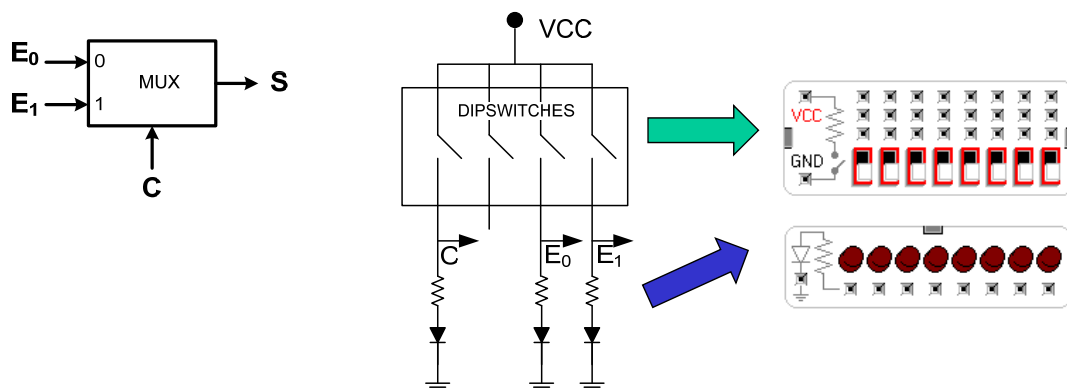 E₀
0
MUX
S
E₁
1
C
VCC
DIPSWITCHES
C
E₀
E₁
VCC
GND